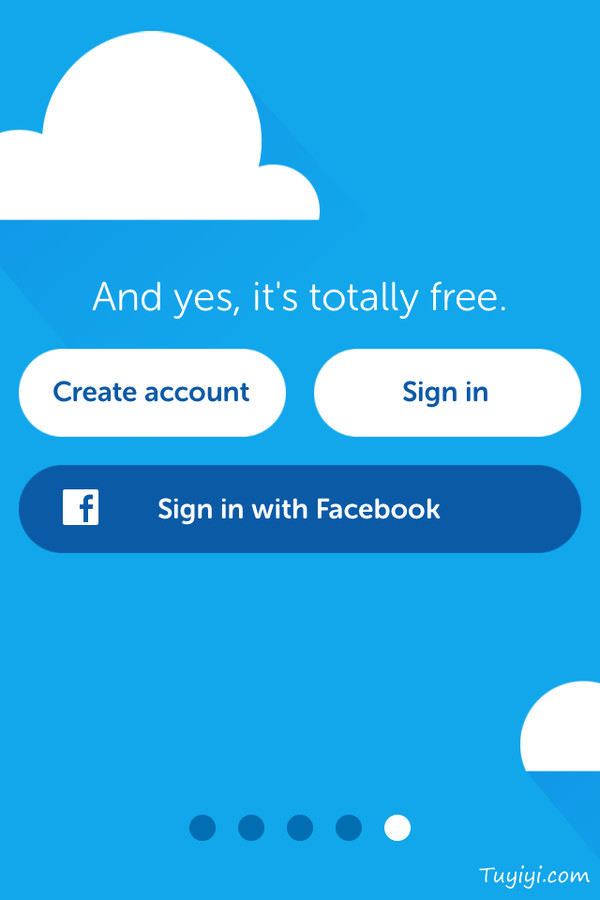 And yes, it's totally free.
Create account
Sign in
Sign in with Facebook
Tuyiyi.com